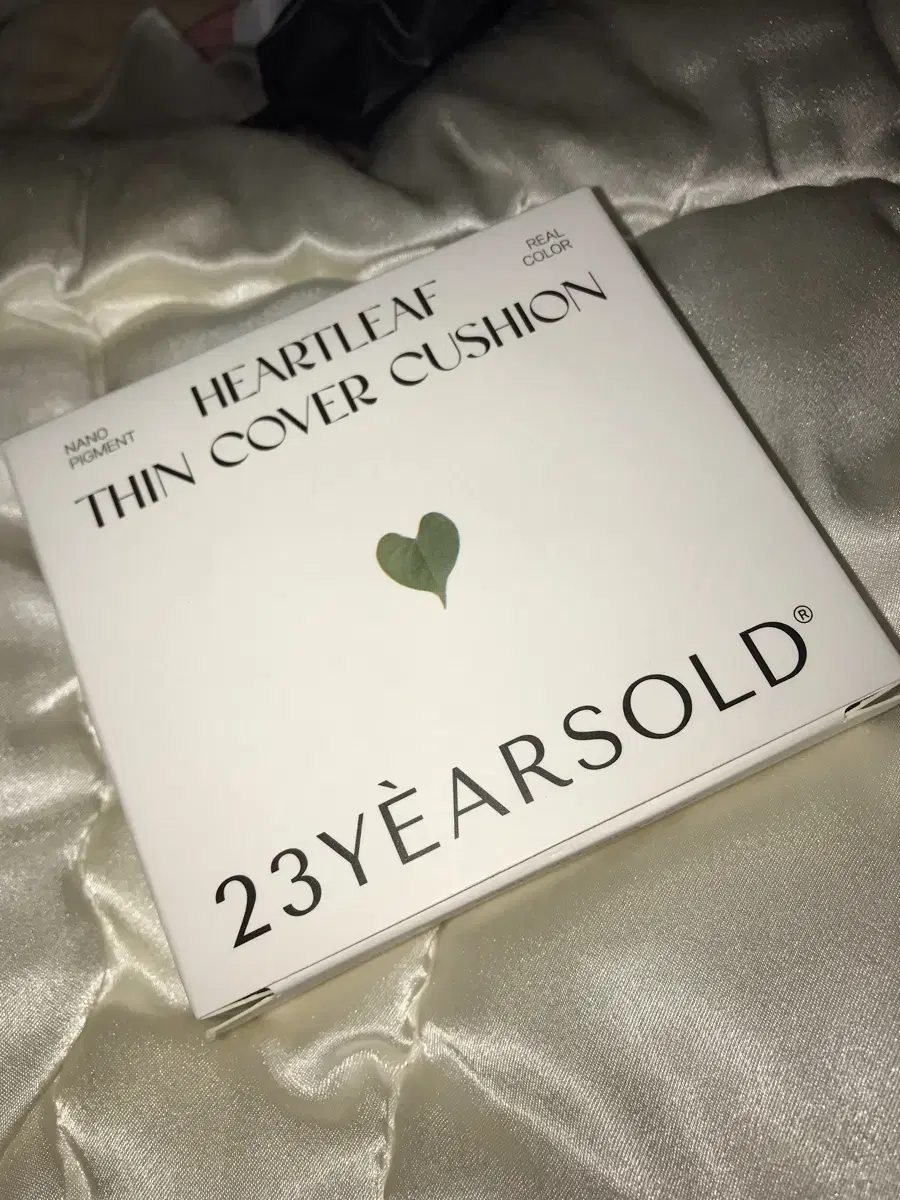 REAL
COLOR
HEARTLEAF
THIN COVER CUSHION
NANO
PIGMENT
23YÈARSOLD®